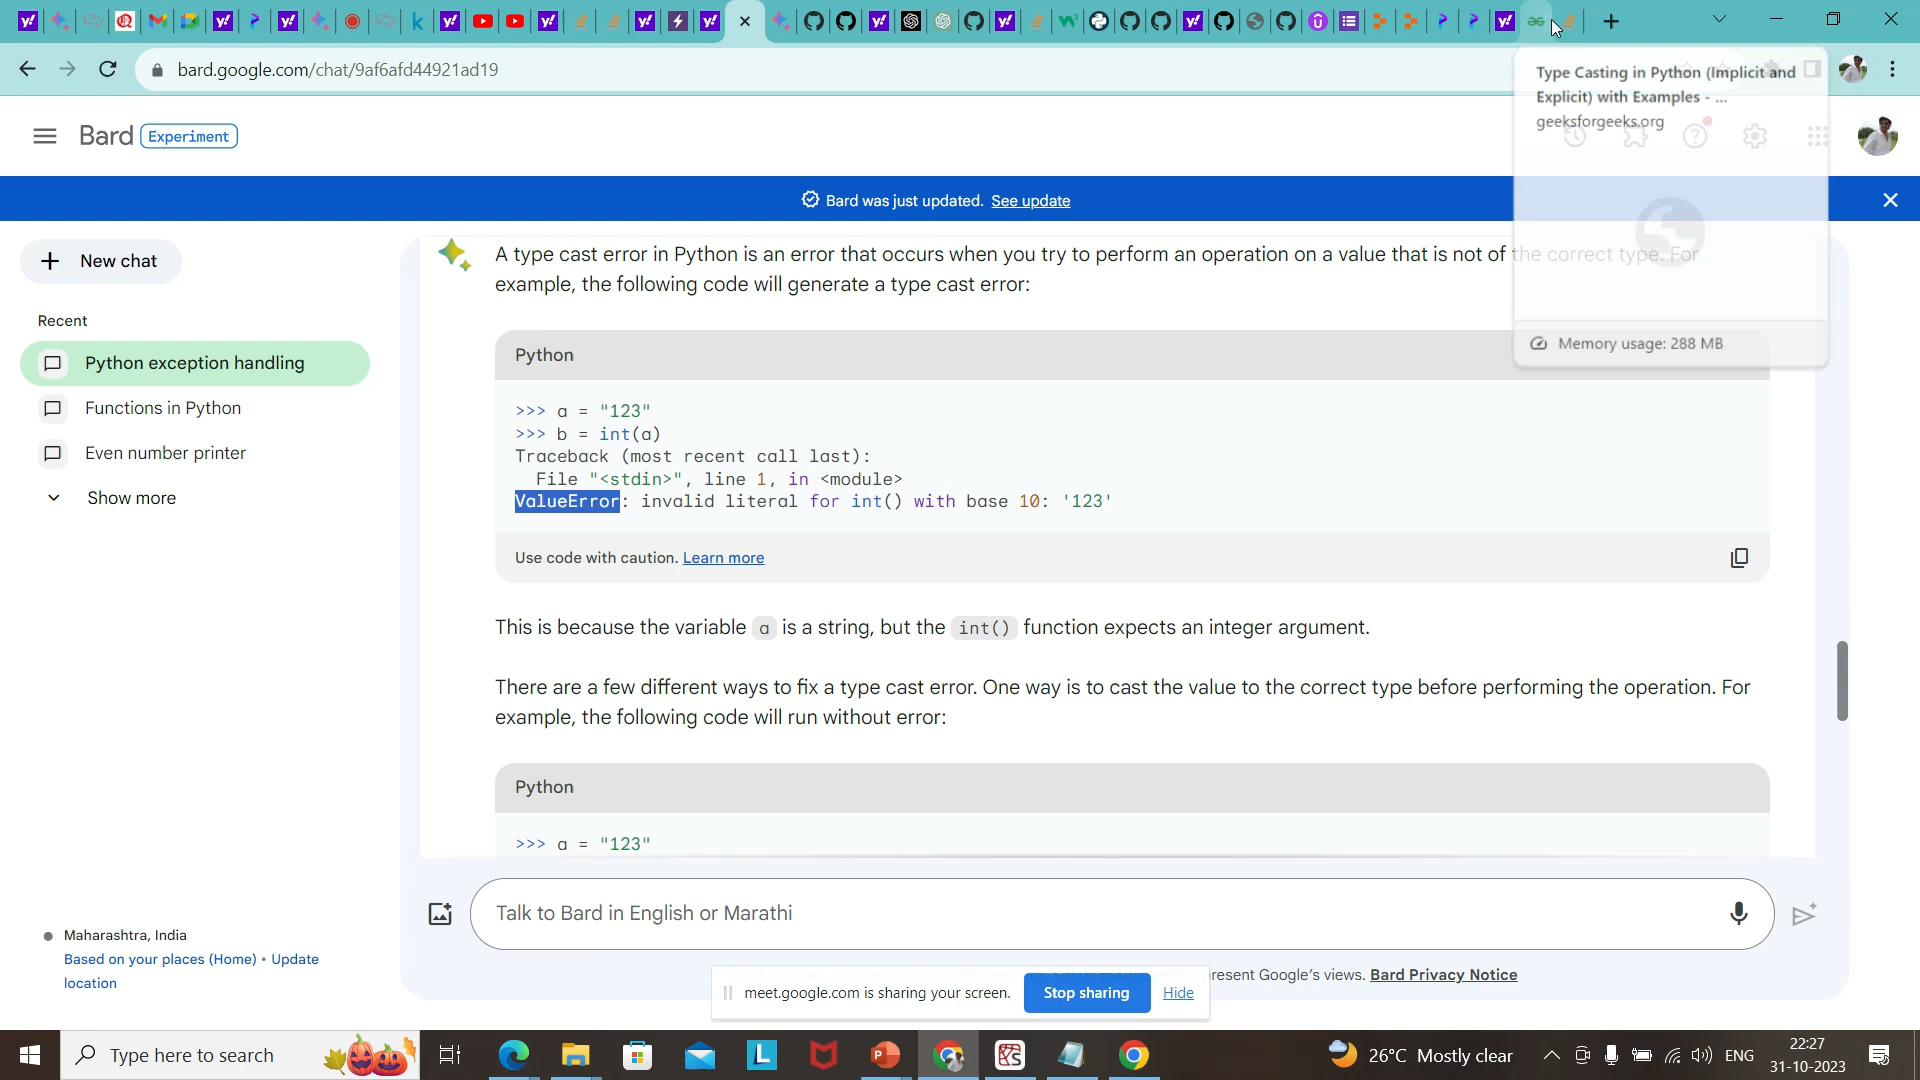 bard.google.com/chat/9af6afd44921ad19
Type Casting in Python (Implicit and
Explicit) with Examples - ...
geeksforgeeks.org
Memory usage: 288 MB
Bard Experiment
Bard was just updated. See update
New chat
Recent
Python exception handling
Functions in Python
Even number printer
Show more
A type cast error in Python is an error that occurs when you try to perform an operation on a value that is not of the correct type. For
example, the following code will generate a type cast error:
Python
>>> a = "123"
>>> b = int(a)
Traceback (most recent call last):
File "<stdin>", line 1, in <module>
ValueError: invalid literal for int() with base 10: '123'
Use code with caution. Learn more
This is because the variable a is a string, but the int() function expects an integer argument.
There are a few different ways to fix a type cast error. One way is to cast the value to the correct type before performing the operation. For
example, the following code will run without error:
Python
>>> a = "123"
Talk to Bard in English or Marathi
Maharashtra, India
Based on your places (Home) • Update
location
present Google's views. Bard Privacy Notice
meet.google.com is sharing your screen. Stop sharing Hide
Type here to search
26°C Mostly clear
ENG
22:27
31-10-2023